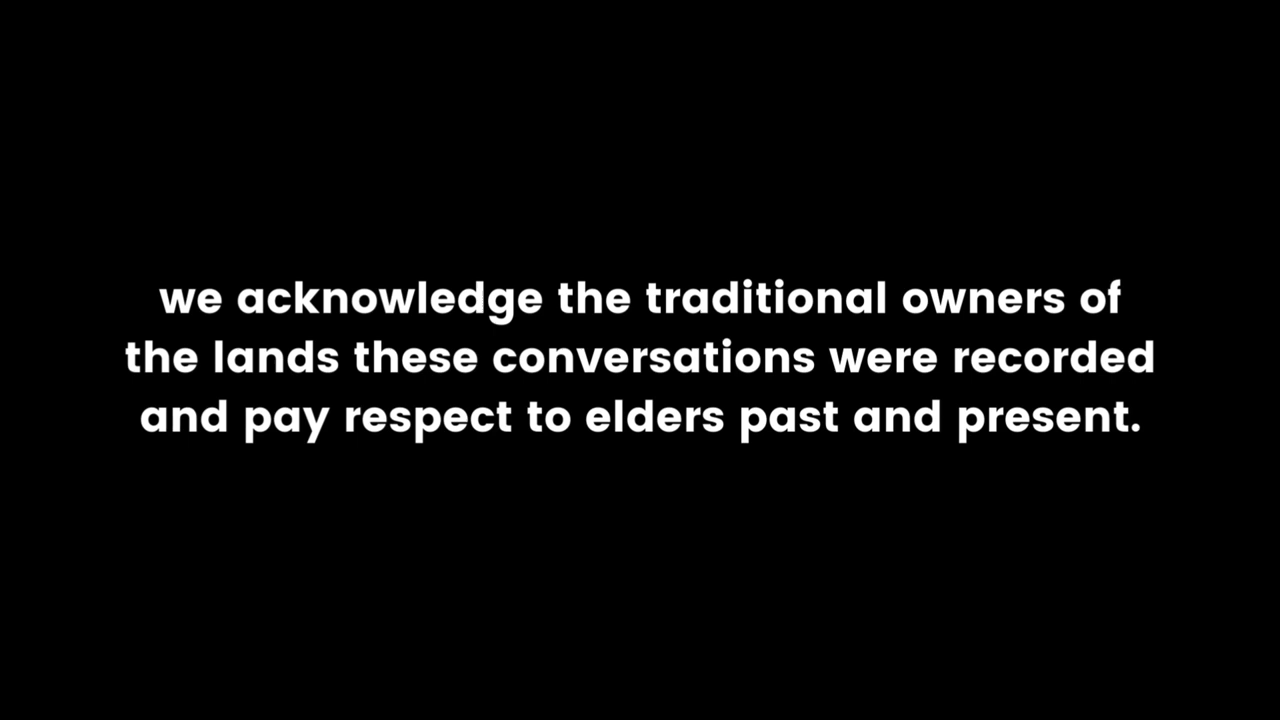 we acknowledge the traditional owners of
the lands these conversations were recorded
and pay respect to elders past and present.